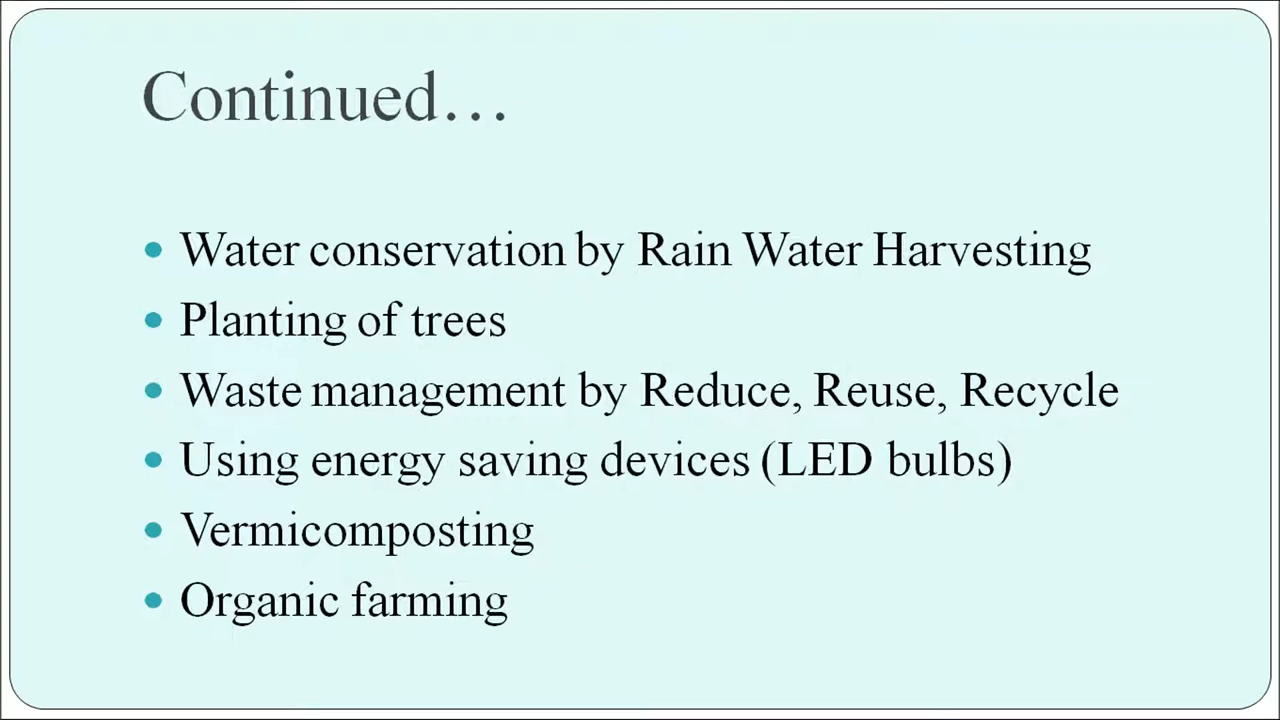 Continued…
• Water conservation by Rain Water Harvesting
• Planting of trees
• Waste management by Reduce, Reuse, Recycle
• Using energy saving devices (LED bulbs)
• Vermicomposting
• Organic farming